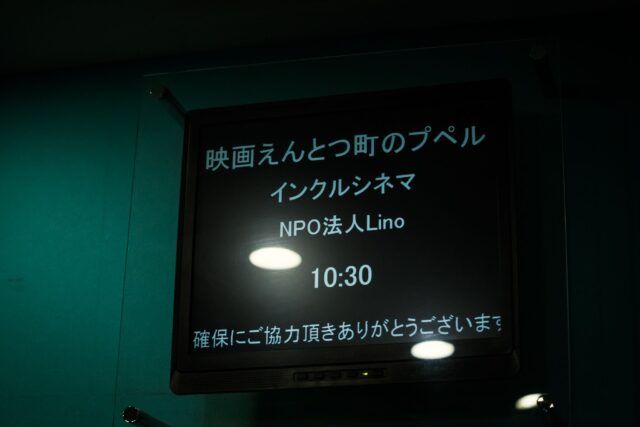 映画えんとつ町のプペル
インクルシネマ
NPO法人Lino
10:30
確保にご協力頂きありがとうございます